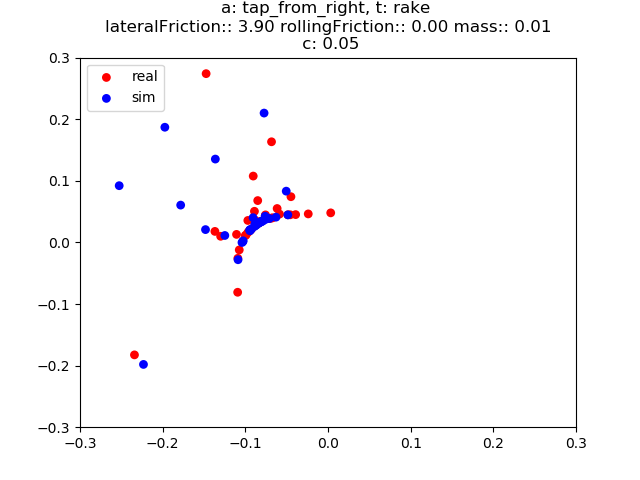 a: tap_from_right, t: rake
lateralFriction:: 3.90 rollingFriction:: 0.00 mass:: 0.01
c: 0.05
real
sim
0.3
0.2
0.1
0.0
−0.1
−0.2
−0.3
−0.3 −0.2 −0.1 0.0 0.1 0.2 0.3